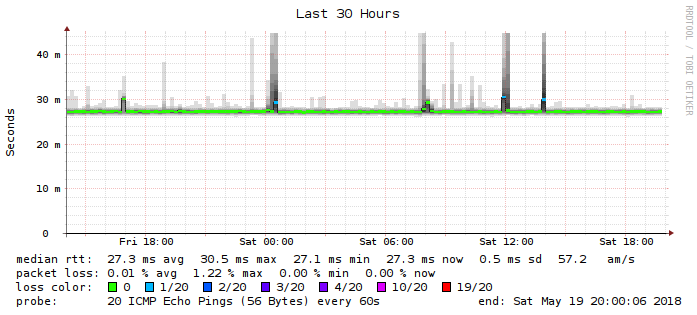 Last 30 Hours
RRDTOOL / TOBI OETIKER
Seconds
40 m
30 m
20 m
10 m
0
Fri 18:00 Sat 00:00 Sat 06:00 Sat 12:00 Sat 18:00
median rtt: 27.3 ms avg 30.5 ms max 27.1 ms min 27.3 ms now 0.5 ms sd 57.2 am/s
packet loss: 0.01 % avg 1.22 % max 0.00 % min 0.00 % now
loss color: 0 1/20 2/20 3/20 4/20 10/20 19/20
probe: 20 ICMP Echo Pings (56 Bytes) every 60s end: Sat May 19 20:00:06 2018